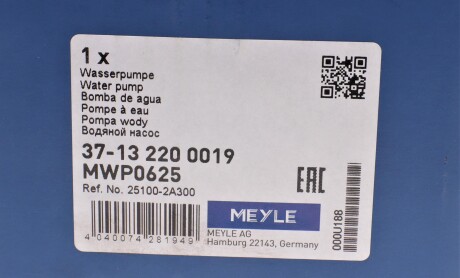 1 x
Wasserpumpe
Water pump
Bomba de agua
Pompe à eau
Pompa wody
Водяной насос
37-13 220 0019
MWP0625
Ref. No. 25100-2A300
EAC
MEYLE
MEYLE AG
Hamburg 22143, Germany
4 040074 281949
000U188